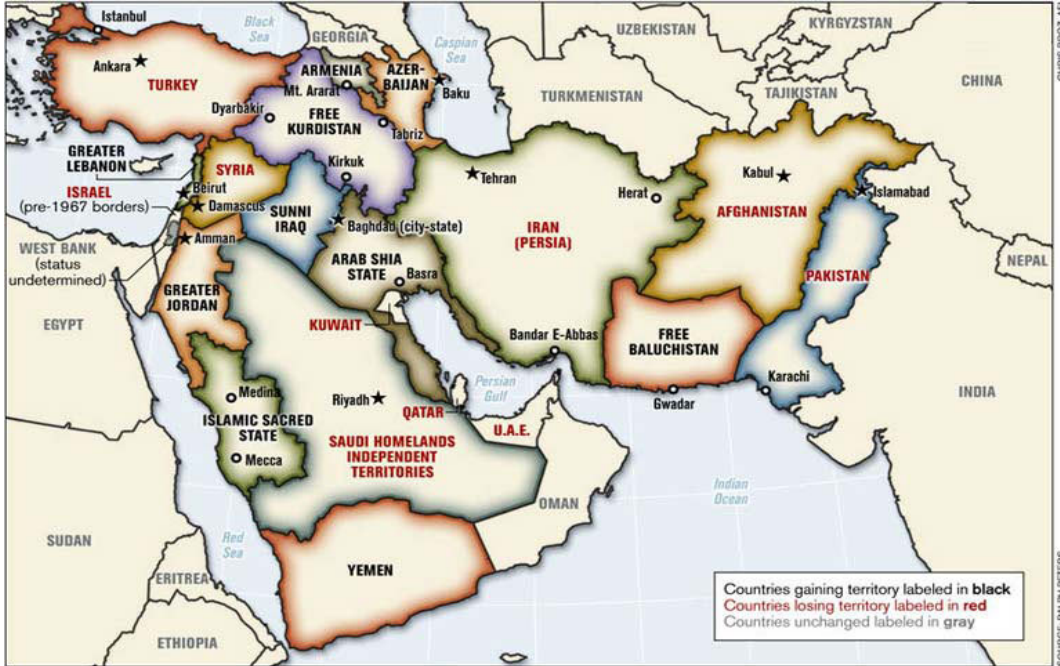 Istanbul
Black
Sea
GEORGIA
Caspian
Sea
UZBEKISTAN
KYRGYZSTAN
Ankara
TURKEY
ARMENIA
Mt. Ararat
AZER-
BAIJAN
Baku
TURKMENISTAN
TAJIKISTAN
CHINA
Dyarbakir
FREE
KURDISTAN
Tabriz
GREATER
LEBANON
SYRIA
Kirkuk
Tehran
Herat
Kabul
Islamabad
ISRAEL
(pre-1967 borders)
Beirut
Damascus
SUNNI
IRAQ
Baghdad (city-state)
IRAN
(PERSIA)
AFGHANISTAN
WEST BANK
(status
undetermined)
Amman
ARAB SHIA
STATE
Basra
PAKISTAN
NEPAL
GREATER
JORDAN
EGYPT
KUWAIT
Bandar E-Abbas
FREE
BALUCHISTAN
Karachi
INDIA
Medina
ISLAMIC SACRED
STATE
Mecca
Riyadh
Persian
Gulf
QATAR
U.A.E.
Gwadar
SAUDI HOMELANDS
INDEPENDENT
TERRITORIES
OMAN
Indian
Ocean
SUDAN
Red
Sea
YEMEN
ERITREA
ETHIOPIA
Countries gaining territory labeled in black
Countries losing territory labeled in red
Countries unchanged labeled in gray